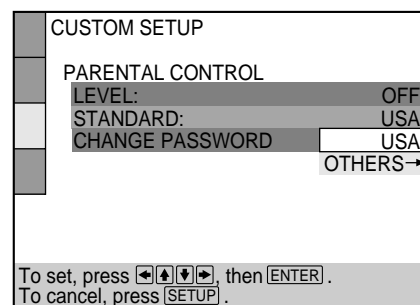 CUSTOM SETUP
PARENTAL CONTROL
LEVEL: OFF
STANDARD: USA
CHANGE PASSWORD USA
OTHERS→
To set, press ←↑↓→, then ENTER.
To cancel, press SETUP.